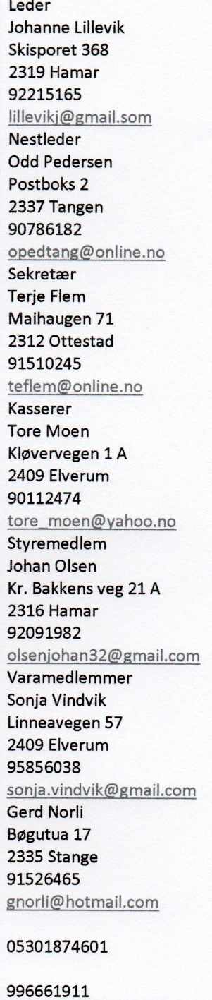 Leder
Johanne Lillevik
Skisporet 368
2319 Hamar
92215165
lillevikj@gmail.som
Nestleder
Odd Pedersen
Postboks 2
2337 Tangen
90786182
opedtang@online.no
Sekretær
Terje Flem
Maihaugen 71
2312 Ottestad
91510245
teflem@online.no
Kasserer
Tore Moen
Kløvervegen 1 A
2409 Elverum
90112474
tore_moen@yahoo.no
Styremedlem
Johan Olsen
Kr. Bakkens veg 21 A
2316 Hamar
92091982
olsenjohan32@gmail.com
Varamedlemmer
Sonja Vindvik
Linneavegen 57
2409 Elverum
95856038
sonja.vindvik@gmail.com
Gerd Norli
Bøgutua 17
2335 Stange
91526465
gnorli@hotmail.com
05301874601
996661911